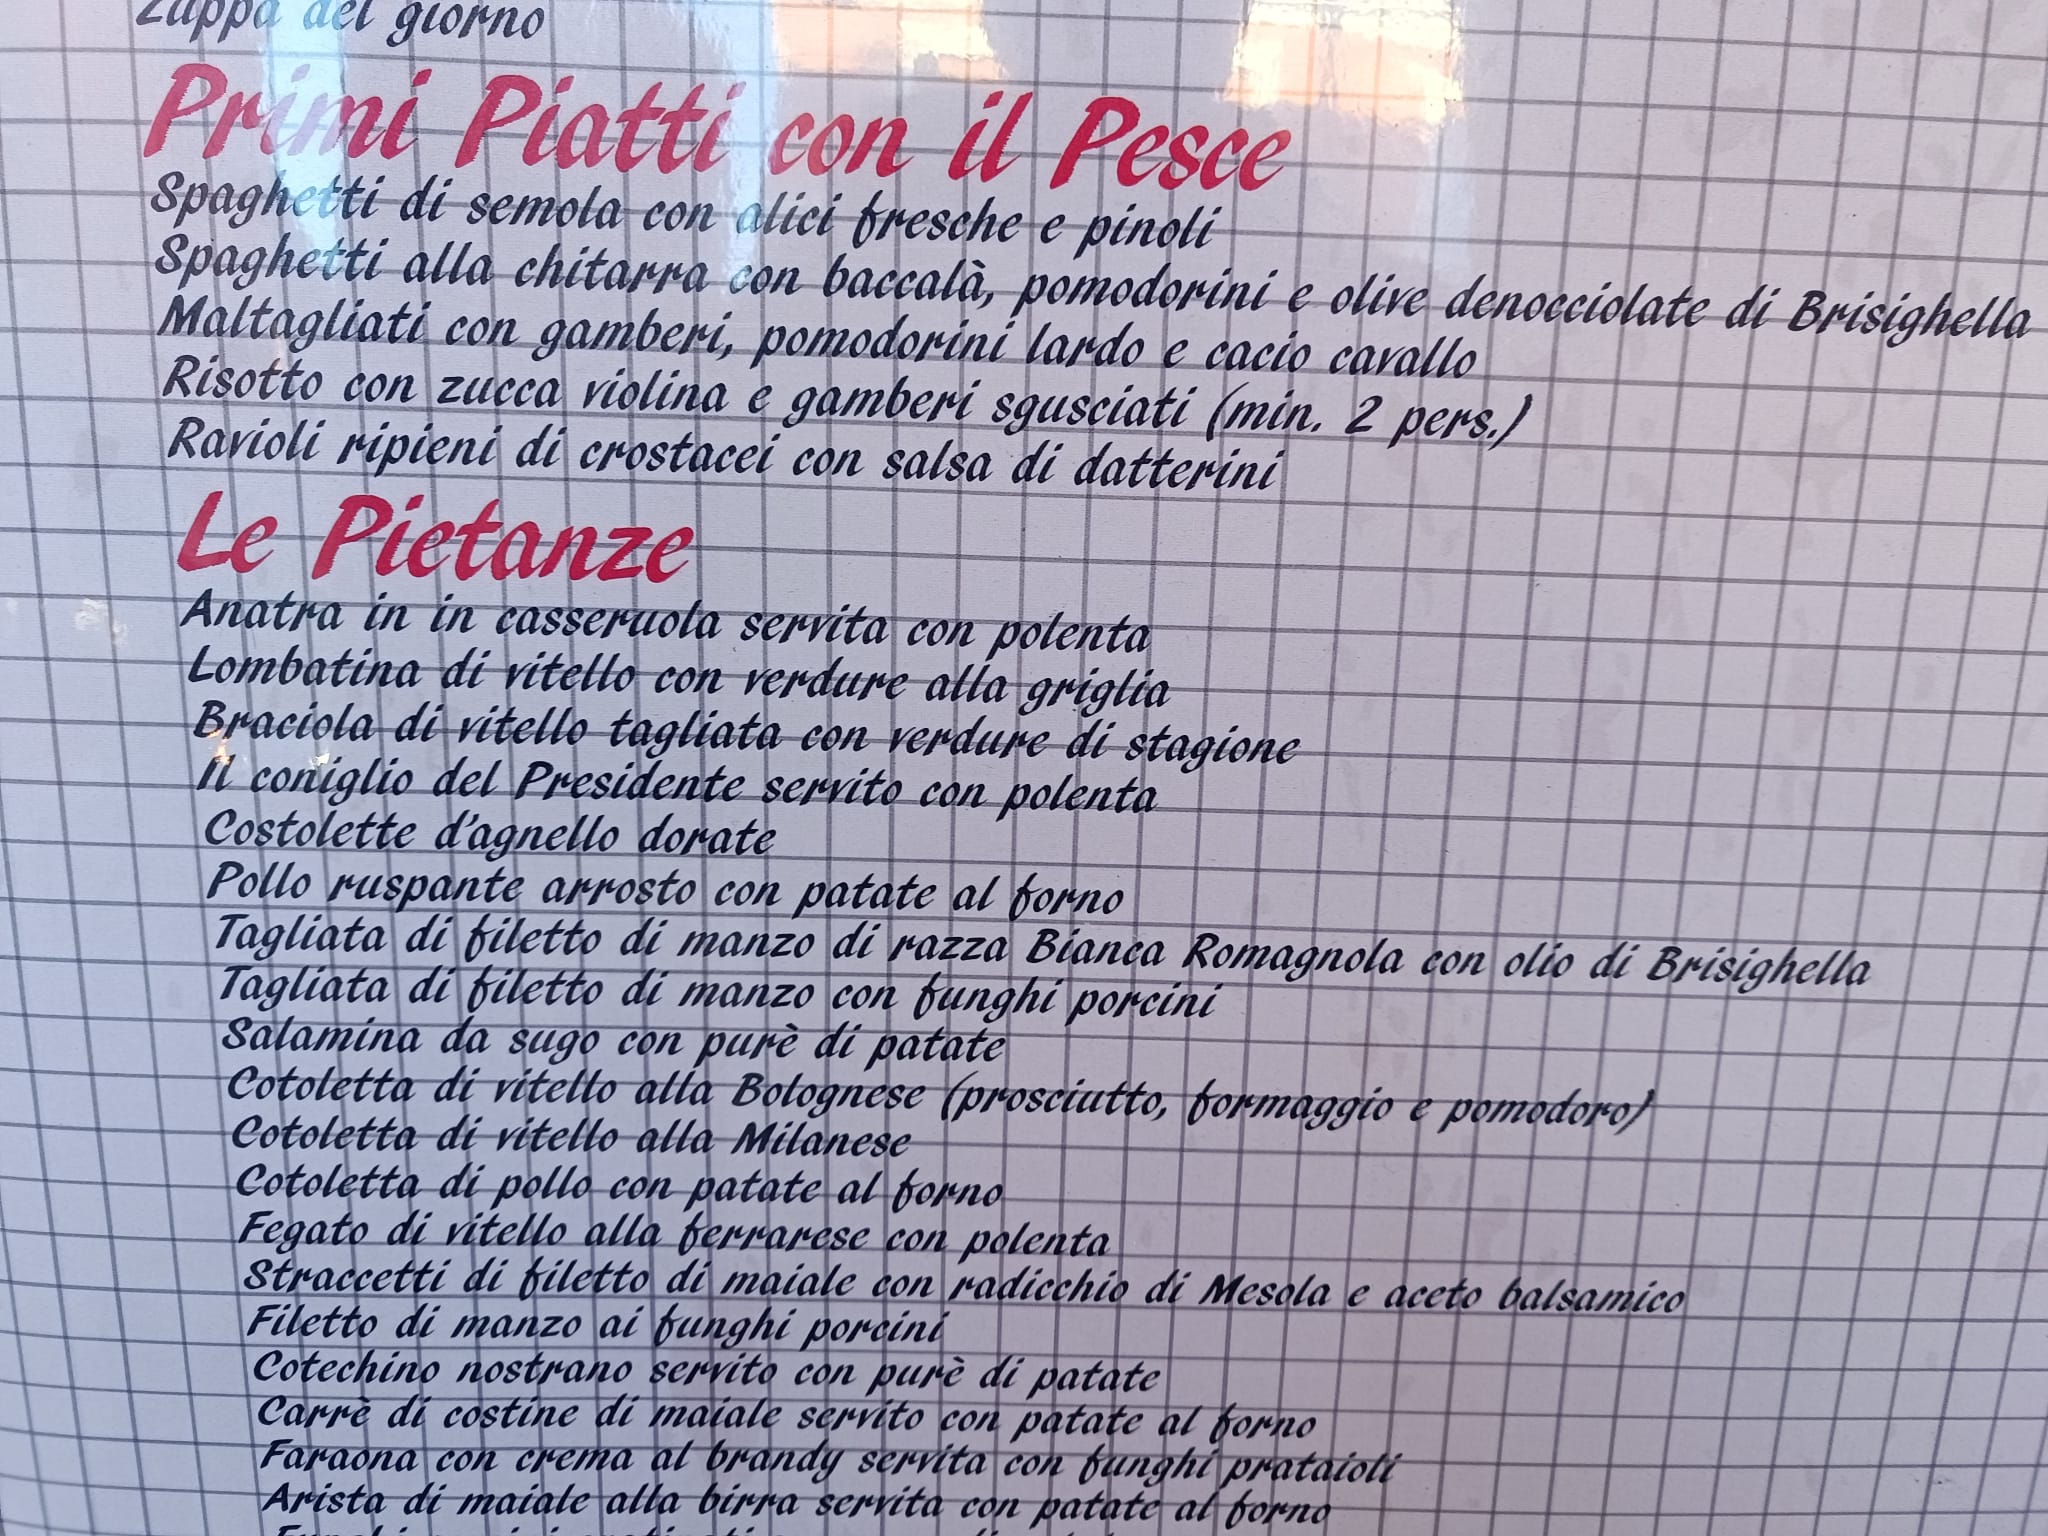 Zuppa del giorno
Primi Piatti con il Pesce
Spaghetti di semola con alici fresche e pinoli
Spaghetti alla chitarra con baccalà, pomodorini e olive denocciolate di Brisighella
Maltagliati con gamberi, pomodorini lardo e cacio cavallo
Risotto con zucca violina e gamberi sgusciati (min. 2 pers.)
Ravioli ripieni di crostacei con salsa di datterini
Le Pietanze
Anatra in in casseruola servita con polenta
Lombatina di vitello con verdure alla griglia
Braciola di vitello tagliata con verdure di stagione
Il coniglio del Presidente servito con polenta
Costolette d'agnello dorate
Pollo ruspante arrosto con patate al forno
Tagliata di filetto di manzo di razza Bianca Romagnola con olio di Brisighella
Tagliata di filetto di manzo con funghi porcini
Salamina da sugo con purè di patate
Cotoletta di vitello alla Bolognese (prosciutto, formaggio e pomodoro)
Cotoletta di vitello alla Milanese
Cotoletta di pollo con patate al forno
Fegato di vitello alla ferrarese con polenta
Straccetti di filetto di maiale con radicchio di Mesola e aceto balsamico
Filetto di manzo ai funghi porcini
Cotechino nostrano servito con purè di patate
Carrè di costine di maiale servito con patate al forno
Faraona con crema al brandy servita con funghi prataioli
Arista di maiale alla birra servita con patate al forno